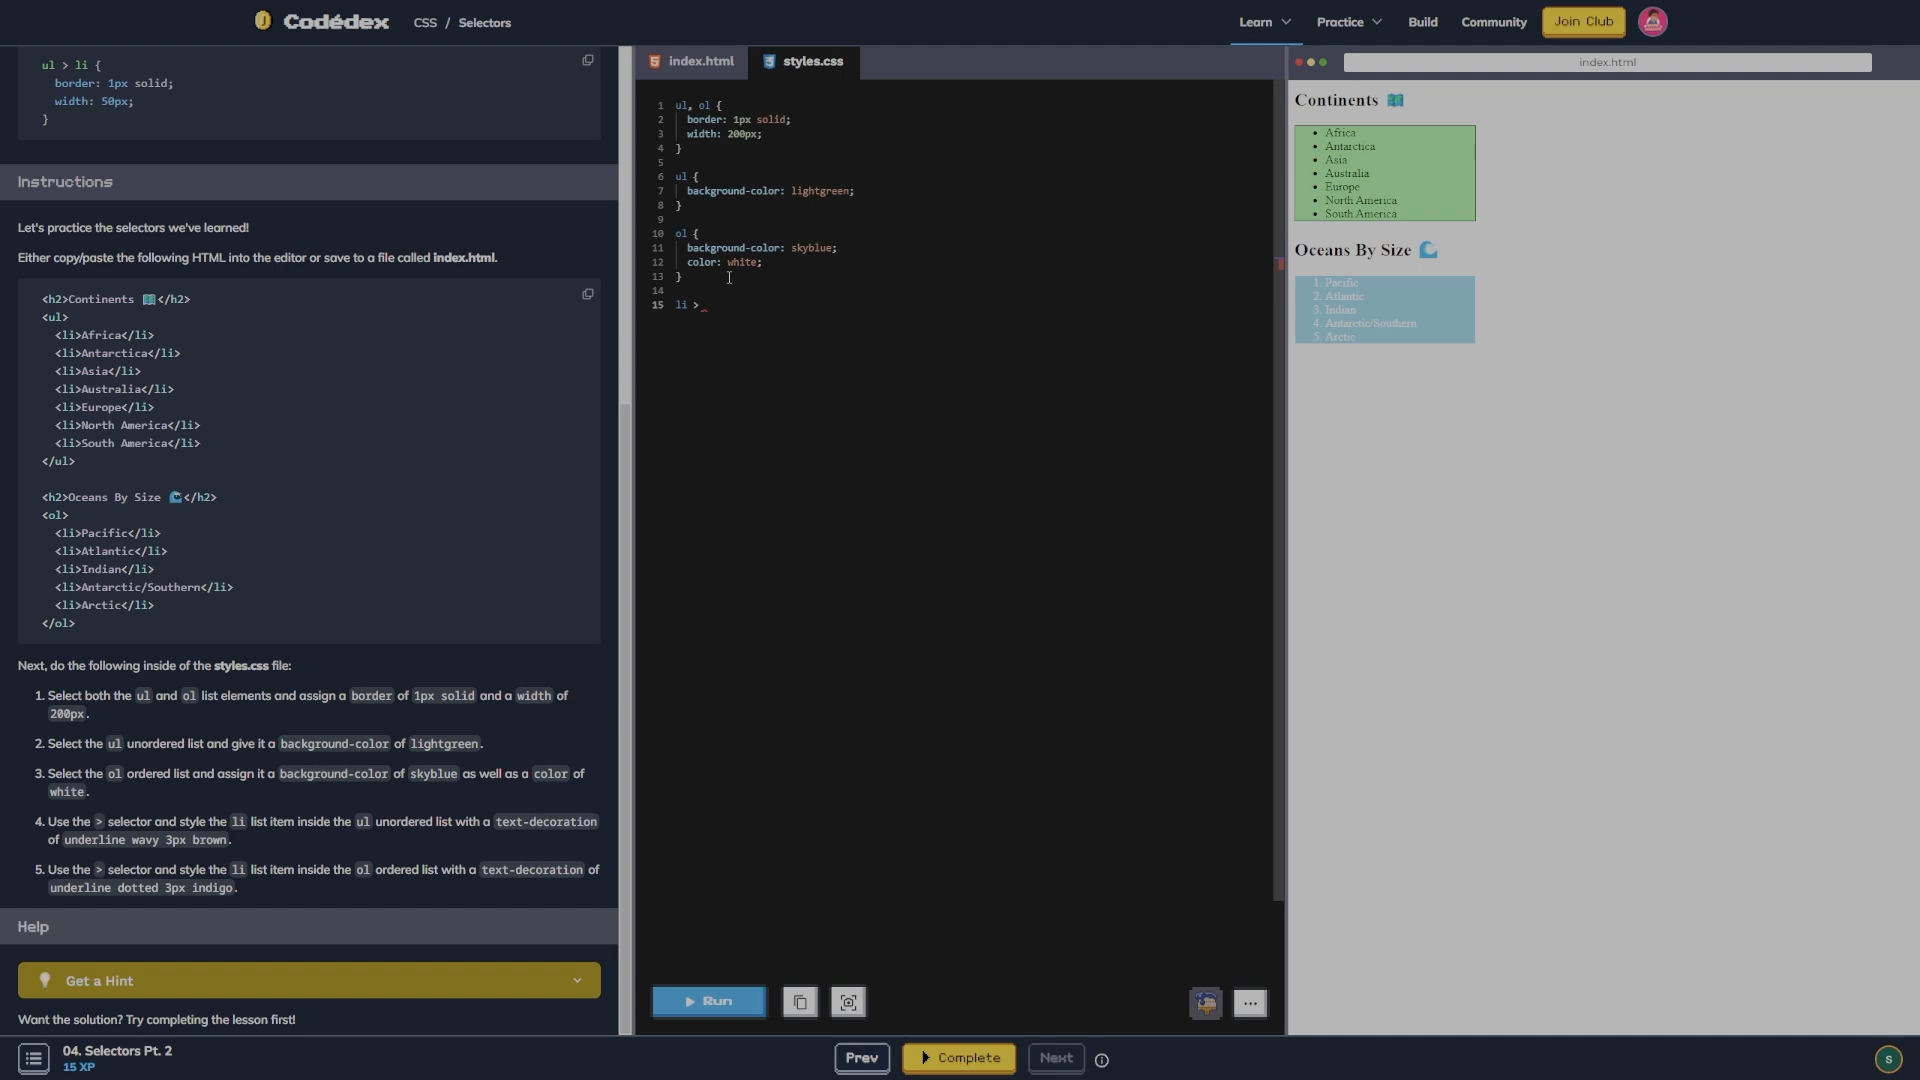 Codédex
CSS / Selectors
Learn
Practice
Build
Community
Join Club
ul > li {
border: 1px solid;
width: 50px;
}
Instructions
Let's practice the selectors we've learned!
Either copy/paste the following HTML into the editor or save to a file called index.html.
<h2>Continents 🗺️</h2>
<ul>
<li>Africa</li>
<li>Antarctica</li>
<li>Asia</li>
<li>Australia</li>
<li>Europe</li>
<li>North America</li>
<li>South America</li>
</ul>
<h2>Oceans By Size 🌊</h2>
<ol>
<li>Pacific</li>
<li>Atlantic</li>
<li>Indian</li>
<li>Antarctic/Southern</li>
<li>Arctic</li>
</ol>
Next, do the following inside of the styles.css file:
1. Select both the ul and ol list elements and assign a border of 1px solid and a width of
200px.
2. Select the ul unordered list and give it a background-color of lightgreen.
3. Select the ol ordered list and assign it a background-color of skyblue as well as a color of
white.
4. Use the > selector and style the li list item inside the ul unordered list with a text-decoration
of underline wavy 3px brown.
5. Use the > selector and style the li list item inside the ol ordered list with a text-decoration of
underline dotted 3px indigo.
Help
Get a Hint
Want the solution? Try completing the lesson first!
index.html
styles.css
1 ul, ol {
2 border: 1px solid;
3 width: 200px;
4 }
5
6 ul {
7 background-color: lightgreen;
8 }
9
10 ol {
11 background-color: skyblue;
12 color: white;
13 }
14
15 li >
Run
index.html
Continents 🗺️
• Africa
• Antarctica
• Asia
• Australia
• Europe
• North America
• South America
Oceans By Size 🌊
1. Pacific
2. Atlantic
3. Indian
4. Antarctic/Southern
5. Arctic
04. Selectors Pt. 2
15 XP
Prev
Complete
Next
S